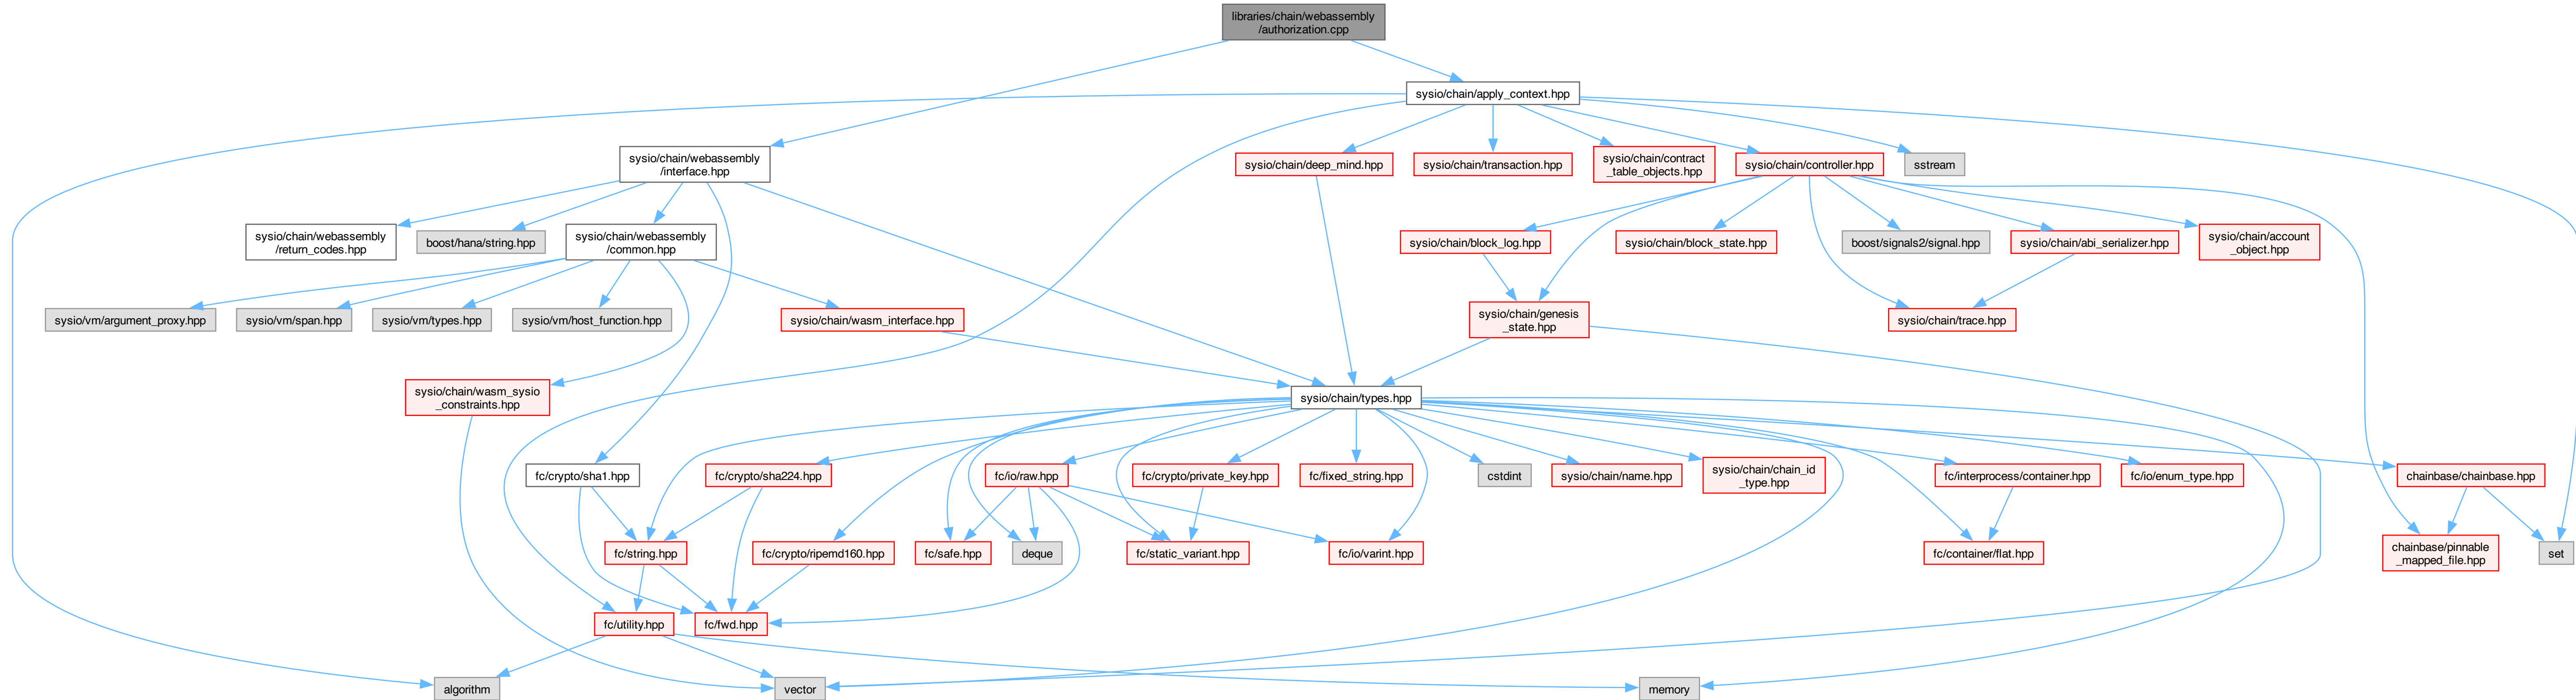 libraries/chain/webassembly
/authorization.cpp
sysio/chain/apply_context.hpp
sysio/chain/webassembly
/interface.hpp
sysio/chain/deep_mind.hpp
sysio/chain/transaction.hpp
sysio/chain/contract
_table_objects.hpp
sysio/chain/controller.hpp
sstream
sysio/chain/webassembly
/return_codes.hpp
boost/hana/string.hpp
sysio/chain/webassembly
/common.hpp
sysio/chain/block_log.hpp
sysio/chain/block_state.hpp
boost/signals2/signal.hpp
sysio/chain/abi_serializer.hpp
sysio/chain/account
_object.hpp
sysio/vm/argument_proxy.hpp
sysio/vm/span.hpp
sysio/vm/types.hpp
sysio/vm/host_function.hpp
sysio/chain/wasm_interface.hpp
sysio/chain/genesis
_state.hpp
sysio/chain/trace.hpp
sysio/chain/wasm_sysio
_constraints.hpp
sysio/chain/types.hpp
fc/crypto/sha1.hpp
fc/crypto/sha224.hpp
fc/io/raw.hpp
fc/crypto/private_key.hpp
fc/fixed_string.hpp
cstdint
sysio/chain/name.hpp
sysio/chain/chain_id
_type.hpp
fc/interprocess/container.hpp
fc/io/enum_type.hpp
chainbase/chainbase.hpp
fc/string.hpp
fc/crypto/ripemd160.hpp
fc/safe.hpp
deque
fc/static_variant.hpp
fc/io/varint.hpp
fc/container/flat.hpp
chainbase/pinnable
_mapped_file.hpp
set
fc/utility.hpp
fc/fwd.hpp
algorithm
vector
memory